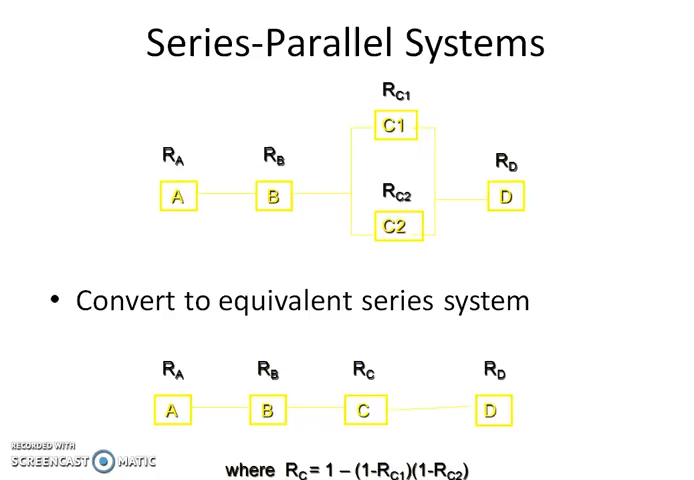 Series-Parallel Systems
RC1
C1
RA RB RD
RC2
A B D
C2
• Convert to equivalent series system
RA RB RC RD
A B C D
RECORDED WITH
SCREENCAST MATIC
where RC = 1 – (1-RC1)(1-RC2)